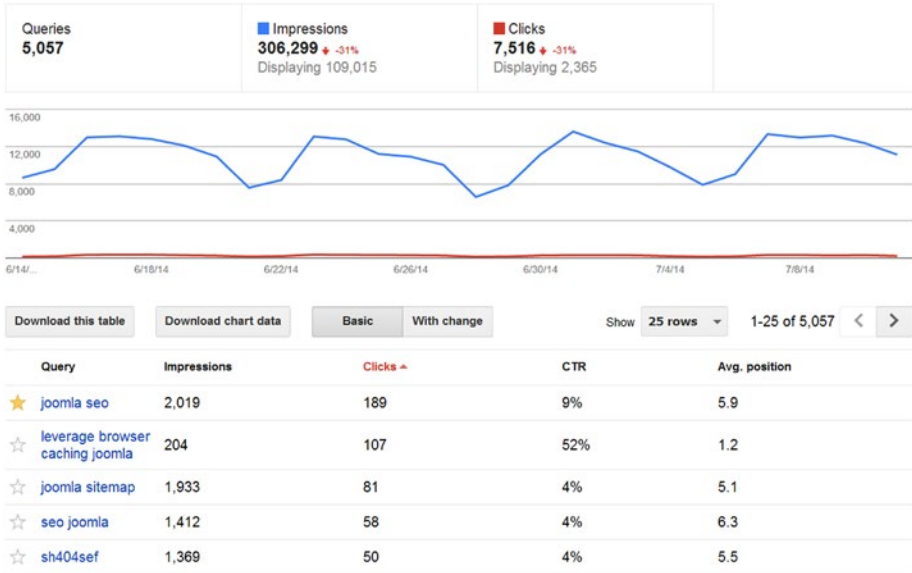 Queries
5,057
Impressions
306,299 -31%
Displaying 109,015
Clicks
7,516 -31%
Displaying 2,365
16,000
12,000
8,000
4,000
6/14/...
6/18/14
6/22/14
6/26/14
6/30/14
7/4/14
7/8/14
Download this table
Download chart data
Basic
With change
Show
25 rows
1-25 of 5,057
Query Impressions Clicks CTR Avg. position
joomla seo 2,019 189 9% 5.9
leverage browser
caching joomla 204 107 52% 1.2
joomla sitemap 1,933 81 4% 5.1
seo joomla 1,412 58 4% 6.3
sh404sef 1,369 50 4% 5.5